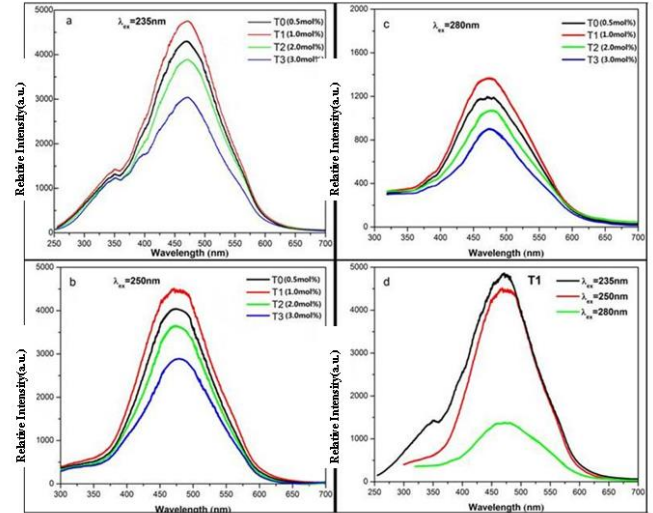 a
λex=235nm
T0 (0.5mol%)
T1 (1.0mol%)
T2 (2.0mol%)
T3 (3.0mol%)
Relative Intensity(a.u.)
5000
4000
3000
2000
1000
0
250 300 350 400 450 500 550 600 650 700
Wavelength (nm)
c
λex=280nm
T0 (0.5mol%)
T1 (1.0mol%)
T2 (2.0mol%)
T3 (3.0mol%)
Relative Intensity(a.u.)
2000
1600
1200
800
400
0
350 400 450 500 550 600 650 700
Wavelength (nm)
b
λex=250nm
T0 (0.5mol%)
T1 (1.0mol%)
T2 (2.0mol%)
T3 (3.0mol%)
Relative Intensity(a.u.)
5000
4000
3000
2000
1000
0
300 350 400 450 500 550 600 650 700
Wavelength (nm)
d
T1
λex=235nm
λex=250nm
λex=280nm
Relative Intensity(a.u.)
5000
4000
3000
2000
1000
0
250 300 350 400 450 500 550 600 650 700
Wavelength (nm)